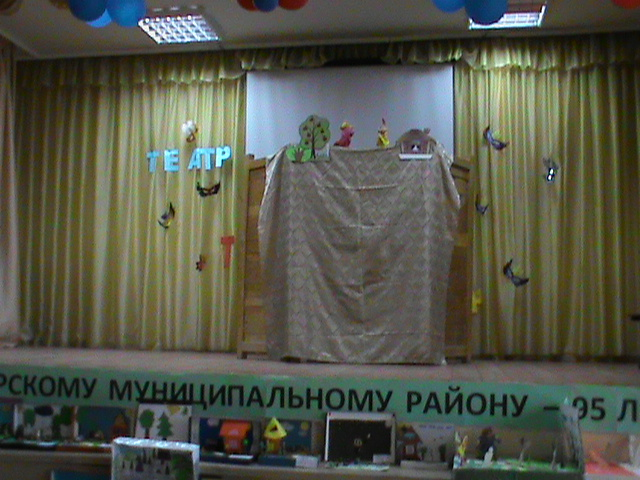 ТЕАТР
Т
РСКОМУ МУНИЦИПАЛЬНОМУ РАЙОНУ – 95 Л